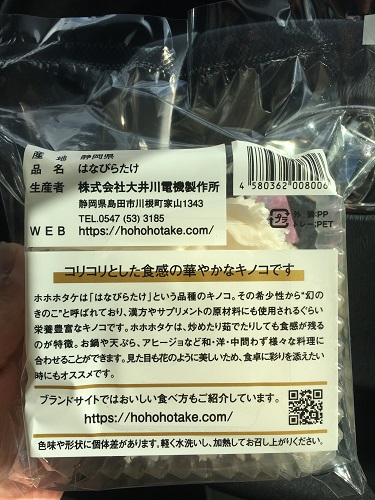 産地 静岡県
品名 はなびらたけ
生産者 株式会社大井川電機製作所
静岡県島田市川根町家山1343
TEL.0547 (53) 3185
WEB https://hohohotake.com/
4580362008006
プラ
外装:PP
トレー:PET
コリコリとした食感の華やかなキノコです
ホホホタケは「はなびらたけ」という品種のキノコ。その希少性から“幻の
きのこ”と呼ばれており、漢方やサプリメントの原材料にも使用されるぐらい
栄養豊富なキノコです。ホホホタケは、炒めたり茹でたりしても食感が残る
のが特徴。お鍋や天ぷら、アヒージョなど和・洋・中問わず様々な料理に
合わせることができます。見た目も花のように美しいため、食卓に彩りを添えたい
時にもオススメです。
ブランドサイトではおいしい食べ方もご紹介しています。
https://hohohotake.com/
色味や形状に個体差があります。軽く水洗いし、加熱してお召し上がりください。